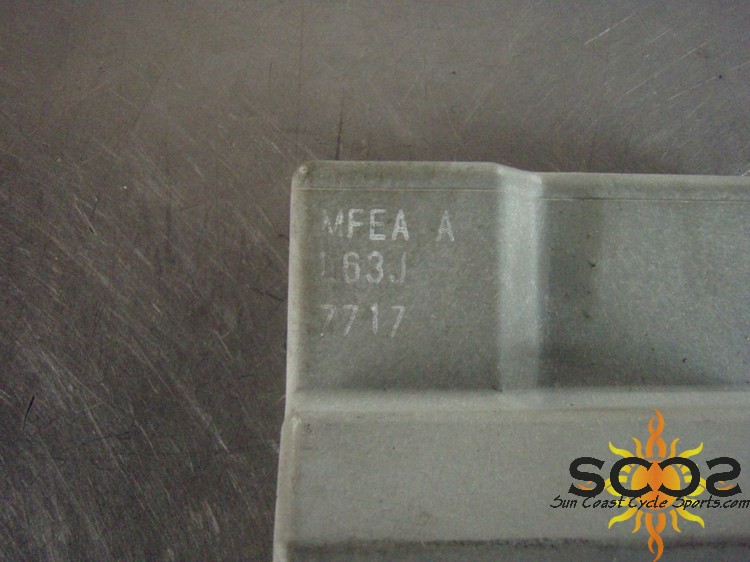 MFEA A
L63J
7717
SCCS
Sun Coast Cycle Sports.com